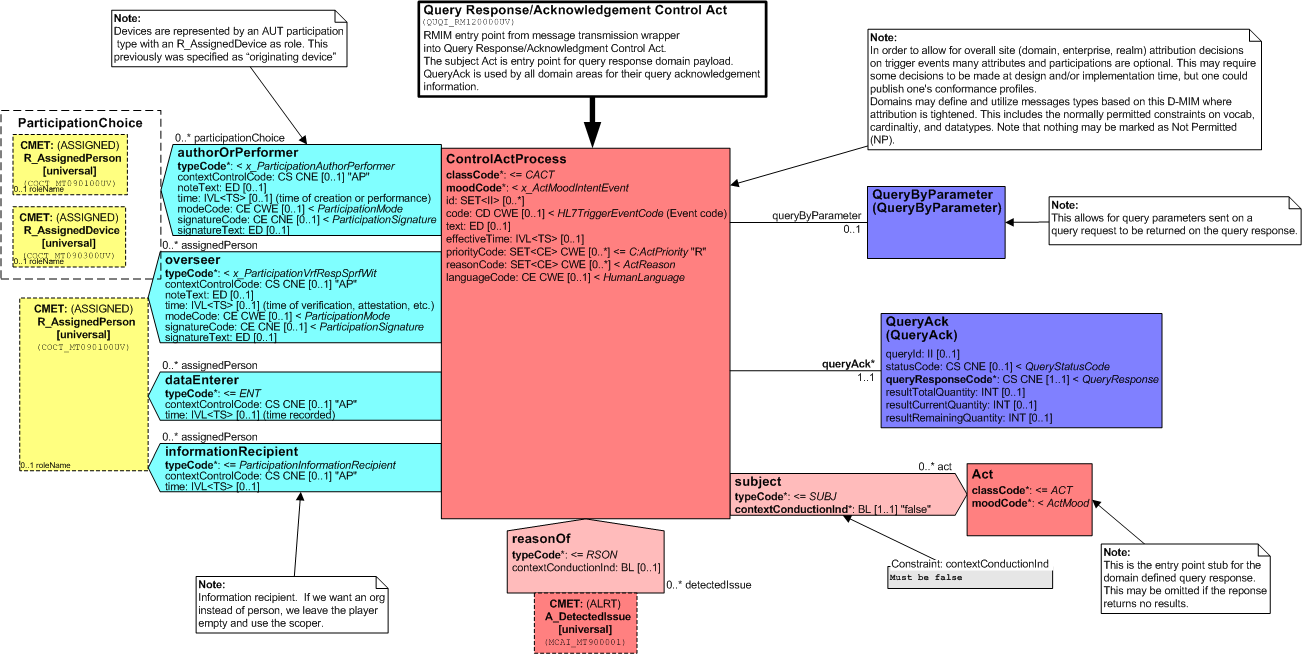 Note:
Devices are represented by an AUT participation
type with an R_AssignedDevice as role. This
previously was specified as “originating device”
Query Response/Acknowledgement Control Act
(QUQI_RM120000UV)
RMIM entry point from message transmission wrapper
into Query Response/Acknowledgment Control Act.
The subject Act is entry point for query response domain payload.
QueryAck is used by all domain areas for their query acknowledgement
information.
Note:
In order to allow for overall site (domain, enterprise, realm) attribution decisions
on trigger events many attributes and participations are optional. This may require
some decisions to be made at design and/or implementation time, but one could
publish one's conformance profiles.
Domains may define and utilize messages types based on this D-MIM where
attribution is tightened. This includes the normally permitted constraints on vocab,
cardinaltiy, and datatypes. Note that nothing may be marked as Not Permitted
(NP).
ParticipationChoice
CMET: (ASSIGNED)
R_AssignedPerson
[universal]
(COCT_MT090100UV)
0..1 roleName
CMET: (ASSIGNED)
R_AssignedDevice
[universal]
(COCT_MT090300UV)
0..1 roleName
CMET: (ASSIGNED)
R_AssignedPerson
[universal]
(COCT_MT090100UV)
0..1 roleName
0..* participationChoice
authorOrPerformer
typeCode*: < x_ParticipationAuthorPerformer
contextControlCode: CS CNE [0..1] "AP"
noteText: ED [0..1]
time: IVL<TS> [0..1] (time of creation or performance)
modeCode: CE CWE [0..1] < ParticipationMode
signatureCode: CE CNE [0..1] < ParticipationSignature
signatureText: ED [0..1]
0..* assignedPerson
overseer
typeCode*: < x_ParticipationVrfRespSprfWit
contextControlCode: CS CNE [0..1] "AP"
noteText: ED [0..1]
time: IVL<TS> [0..1] (time of verification, attestation, etc.)
modeCode: CE CWE [0..1] < ParticipationMode
signatureCode: CE CNE [0..1] < ParticipationSignature
signatureText: ED [0..1]
0..* assignedPerson
dataEnterer
typeCode*: <= ENT
contextControlCode: CS CNE [0..1] "AP"
time: IVL<TS> [0..1] (time recorded)
0..* assignedPerson
informationRecipient
typeCode*: <= ParticipationInformationRecipient
contextControlCode: CS CNE [0..1] "AP"
time: IVL<TS> [0..1]
Note:
Information recipient.  If we want an org
instead of person, we leave the player
empty and use the scoper.
ControlActProcess
classCode*: <= CACT
moodCode*: < x_ActMoodIntentEvent
id: SET<II> [0..*]
code: CD CWE [0..1] < HL7TriggerEventCode (Event code)
text: ED [0..1]
effectiveTime: IVL<TS> [0..1]
priorityCode: SET<CE> CWE [0..*] <= C:ActPriority "R"
reasonCode: SET<CE> CWE [0..*] < ActReason
languageCode: CE CWE [0..1] < HumanLanguage
queryByParameter
0..1
QueryByParameter
(QueryByParameter)
Note:
This allows for query parameters sent on a
query request to be returned on the query response.
queryAck*
1..1
QueryAck
(QueryAck)
queryId: II [0..1]
statusCode: CS CNE [0..1] < QueryStatusCode
queryResponseCode*: CS CNE [1..1] < QueryResponse
resultTotalQuantity: INT [0..1]
resultCurrentQuantity: INT [0..1]
resultRemainingQuantity: INT [0..1]
0..* act
subject
typeCode*: <= SUBJ
contextConductionInd*: BL [1..1] "false"
Act
classCode*: <= ACT
moodCode*: < ActMood
Constraint: contextConductionInd
Must be false
Note:
This is the entry point stub for the
domain defined query response.
This may be omitted if the reponse
returns no results.
reasonOf
typeCode*: <= RSON
contextConductionInd: BL [0..1]
0..* detectedIssue
CMET: (ALRT)
A_DetectedIssue
[universal]
(MCAI_MT900001)